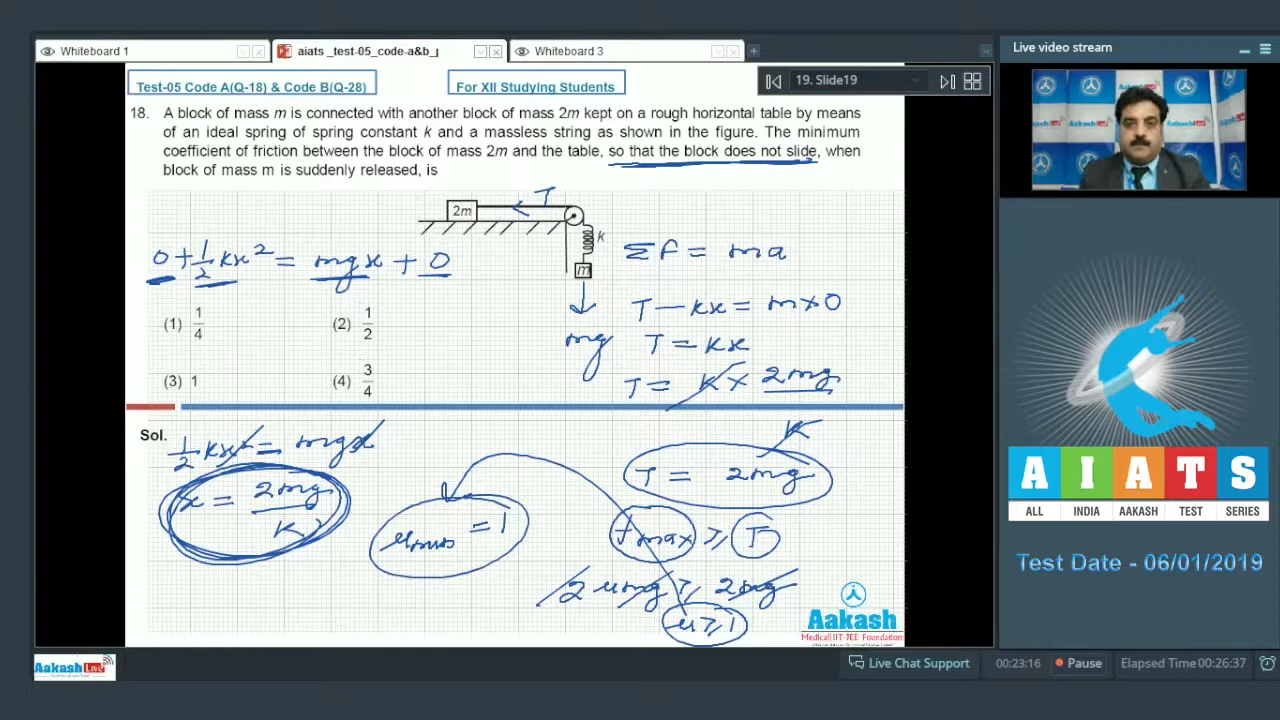 Whiteboard 1
aiats _test-05_code-a&b_p
Whiteboard 3
Live video stream
19. Slide19
Test-05 Code A(Q-18) & Code B(Q-28)
For XII Studying Students
18. A block of mass m is connected with another block of mass 2m kept on a rough horizontal table by means
of an ideal spring of spring constant k and a massless string as shown in the figure. The minimum
coefficient of friction between the block of mass 2m and the table, so that the block does not slide, when
block of mass m is suddenly released, is
T
2m
k
m
mg
0 + 1/2 kx² = mgx + 0
ΣF = ma
T – kx = m×0
T = kx
T = K × 2mg/K
(1) 1/4
(2) 1/2
(3) 1
(4) 3/4
Sol.
1/2 kx² = mgx
x = 2mg/K
μmin = 1
T = 2mg
fmax ≥ T
2μmg ≥ 2mg
μ ≥ 1
Aakash
Medical|IIT-JEE|Foundations
A I A T S
ALL INDIA AAKASH TEST SERIES
Test Date - 06/01/2019
Aakash Live
Live Chat Support
00:23:16
Pause
Elapsed Time 00:26:37